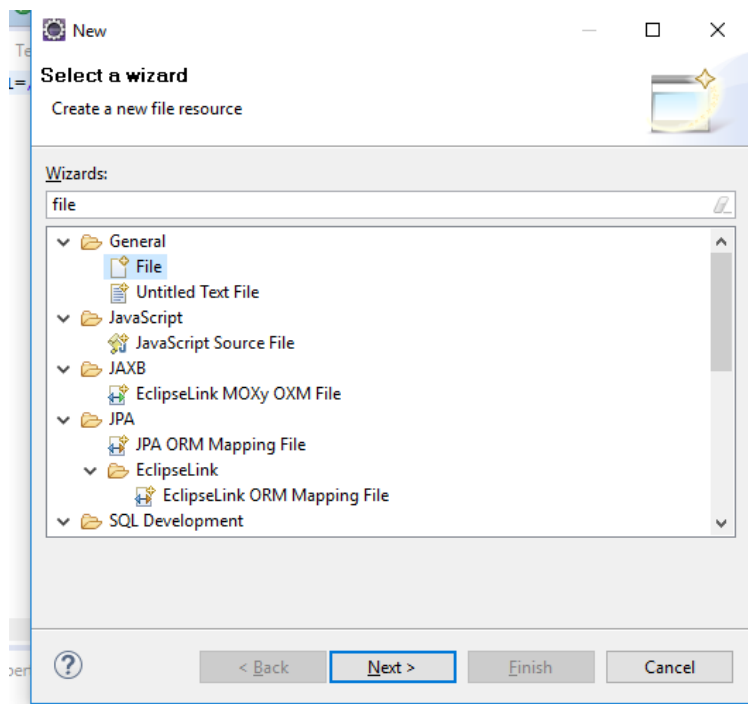 New
Te
Select a wizard
Create a new file resource
Wizards:
file
General
File
Untitled Text File
JavaScript
JavaScript Source File
JAXB
EclipseLink MOXy OXM File
JPA
JPA ORM Mapping File
EclipseLink
EclipseLink ORM Mapping File
SQL Development
? < Back Next > Finish Cancel